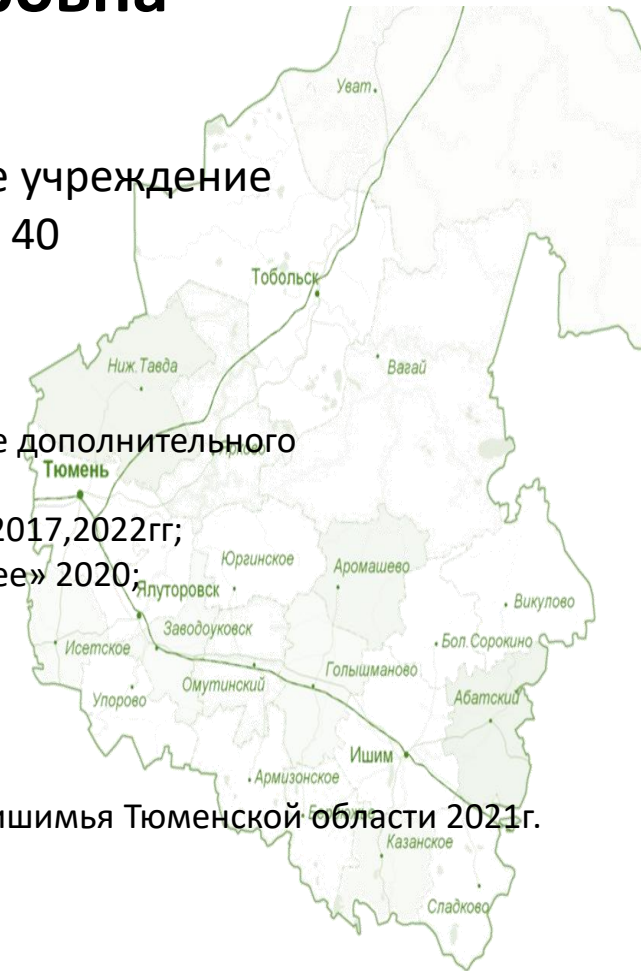 Уват.
е учреждение
40
Тобольск
Ниж.Тавда
Вагай
е дополнительного
Тюмень
2017,2022гг;
Юргинское
Аромашево
ее» 2020;
Ялуторовск
Викулово
Заводоуковск
Исетское
Бол.Сорокино
Голышманово
Омутинский
Упорово
Абатский
Ишим
Армизонское
ишимья Тюменской области 2021г.
Казанское
Сладково